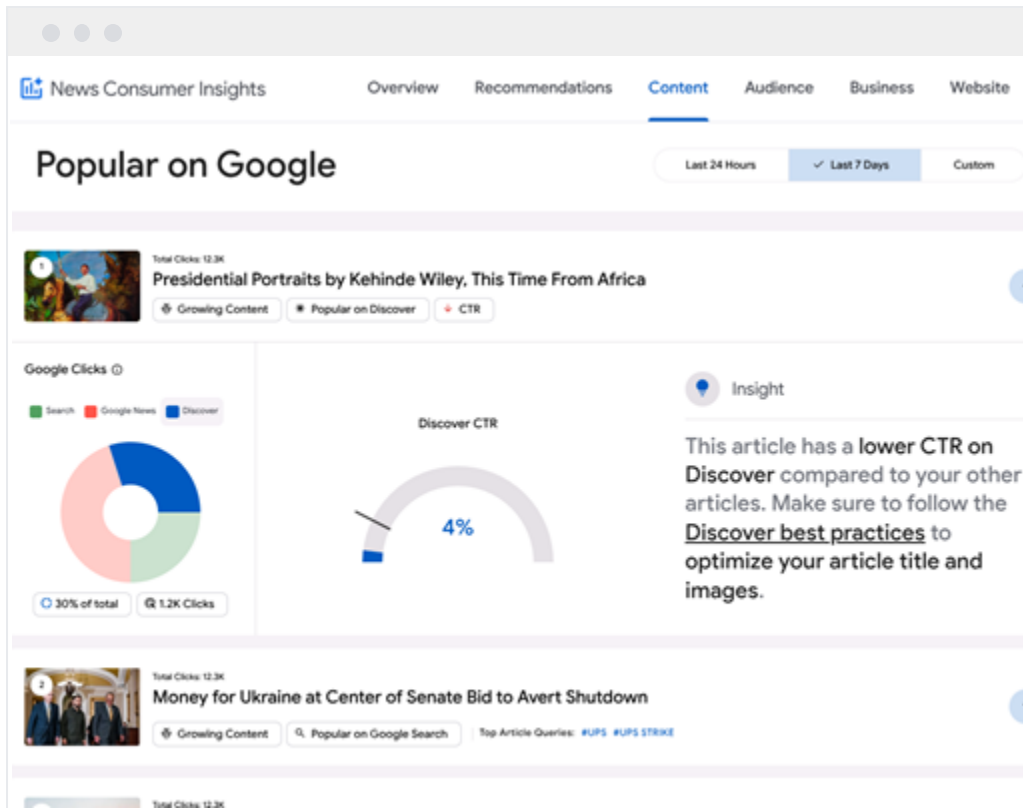 News Consumer Insights
Overview
Recommendations
Content
Audience
Business
Website
Popular on Google
Last 24 Hours
Last 7 Days
Custom
1
Total Clicks: 12.3K
Presidential Portraits by Kehinde Wiley, This Time From Africa
Growing Content
Popular on Discover
CTR
Google Clicks
Search
Google News
Discover
30% of total
1.2K Clicks
Discover CTR
4%
Insight
This article has a lower CTR on
Discover compared to your other
articles. Make sure to follow the
Discover best practices to
optimize your article title and
images.
2
Total Clicks: 12.3K
Money for Ukraine at Center of Senate Bid to Avert Shutdown
Growing Content
Popular on Google Search
Top Article Queries: #UPS #UPS STRIKE
Total Clicks: 12.3K